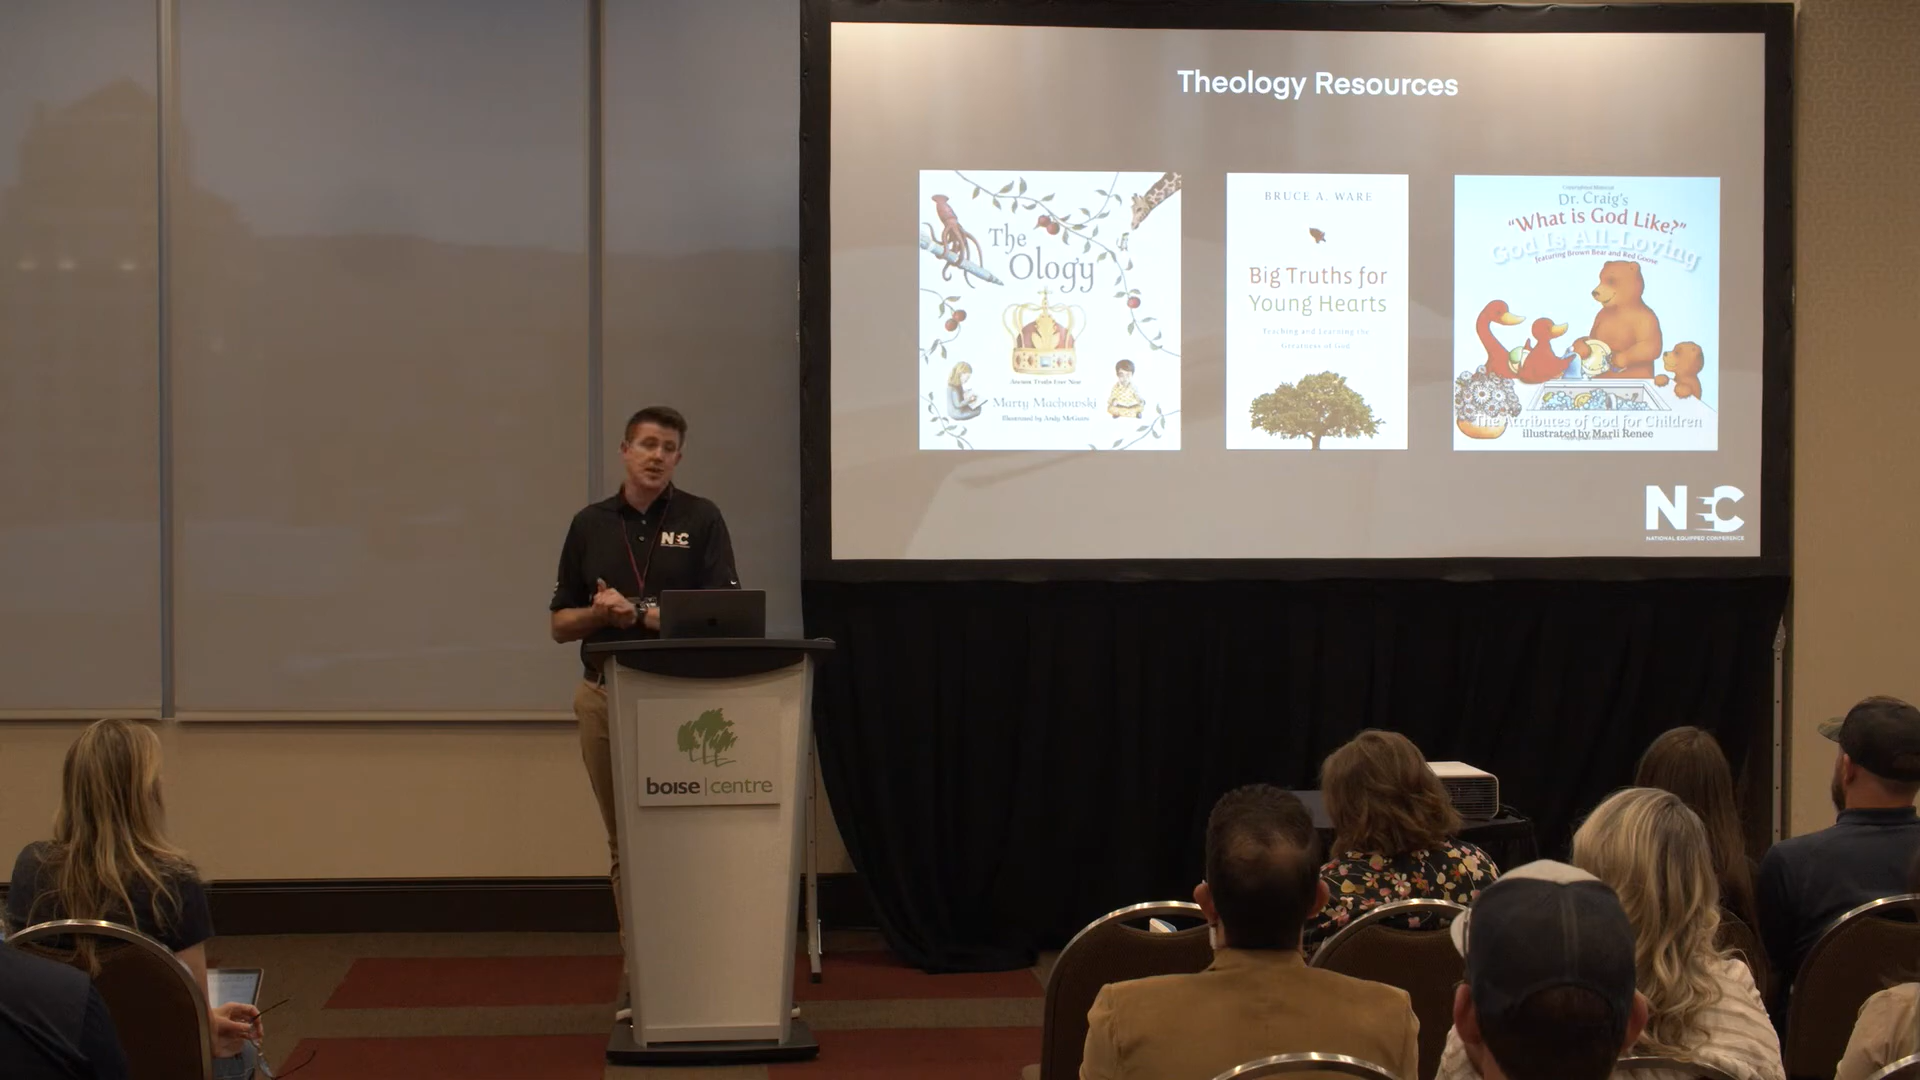 Theology Resources
The
Ology
Ancient Truths Ever New
Marty Machowski
Illustrated by Andy McGuire
BRUCE A. WARE
Big Truths for
Young Hearts
Teaching and Learning the
Greatness of God
Copyrighted Material
Dr. Craig's
"What is God Like?"
God Is All-Loving
featuring Brown Bear and Red Goose
The Attributes of God for Children
illustrated by Marli Renee
NEC
NATIONAL EQUIPPED CONFERENCE
NEC
boise | centre